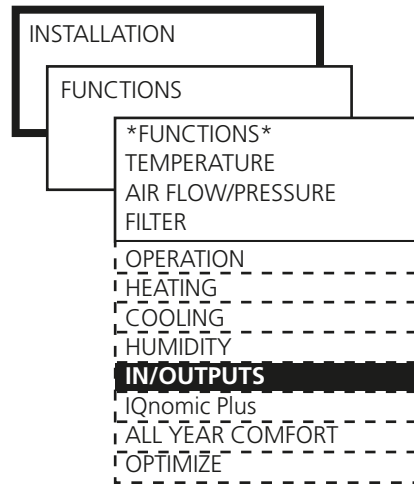 INSTALLATION
FUNCTIONS
*FUNCTIONS*
TEMPERATURE
AIR FLOW/PRESSURE
FILTER
OPERATION
HEATING
COOLING
HUMIDITY
IN/OUTPUTS
IQnomic Plus
ALL YEAR COMFORT
OPTIMIZE